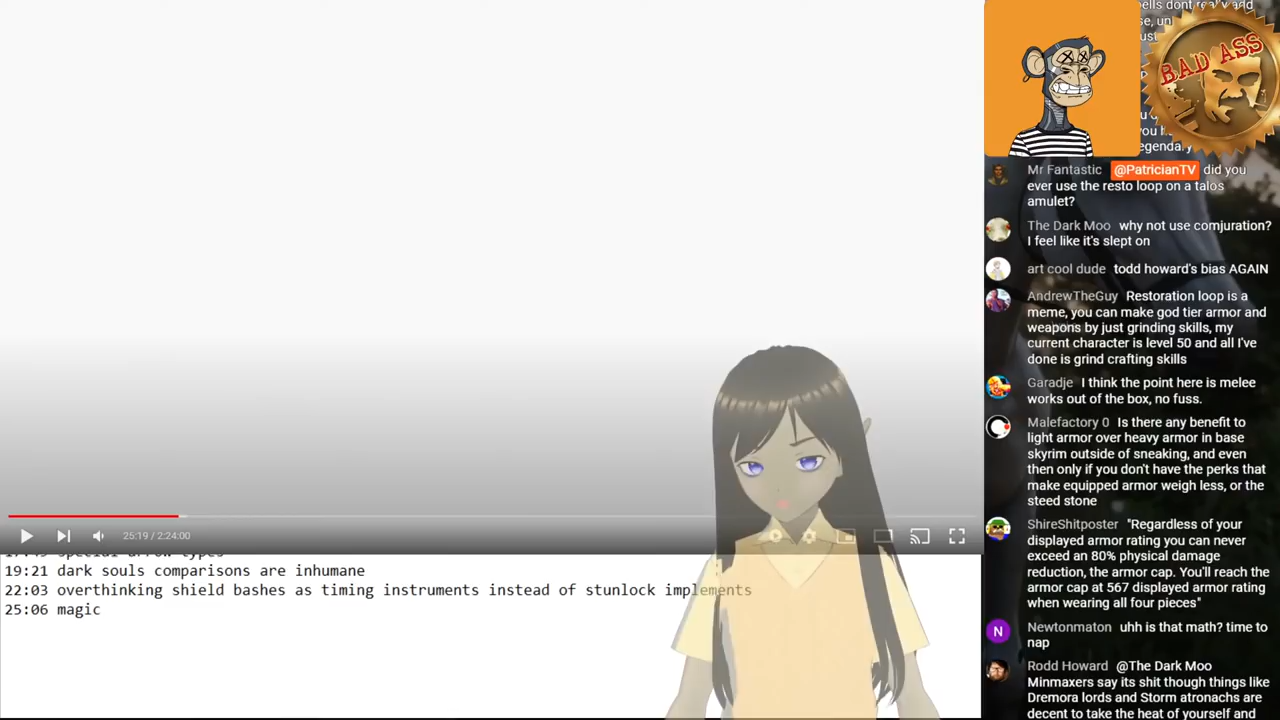 25:19 / 2:24:00
19:21 dark souls comparisons are inhumane
22:03 overthinking shield bashes as timing instruments instead of stunlock implements
25:06 magic
BAD ASS
Mr Fantastic @PatricianTV did you
ever use the resto loop on a talos
amulet?
The Dark Moo why not use comjuration?
I feel like it's slept on
art cool dude todd howard's bias AGAIN
AndrewTheGuy Restoration loop is a
meme, you can make god tier armor and
weapons by just grinding skills, my
current character is level 50 and all I've
done is grind crafting skills
Garadje I think the point here is melee
works out of the box, no fuss.
Malefactory 0 Is there any benefit to
light armor over heavy armor in base
skyrim outside of sneaking, and even
then only if you don't have the perks that
make equipped armor weigh less, or the
steed stone
ShireShitposter "Regardless of your
displayed armor rating you can never
exceed an 80% physical damage
reduction, the armor cap. You'll reach the
armor cap at 567 displayed armor rating
when wearing all four pieces"
N
Newtonmaton uhh is that math? time to
nap
Rodd Howard @The Dark Moo
Minmaxers say its shit though things like
Dremora lords and Storm atronachs are
decent to take the heat of yourself and